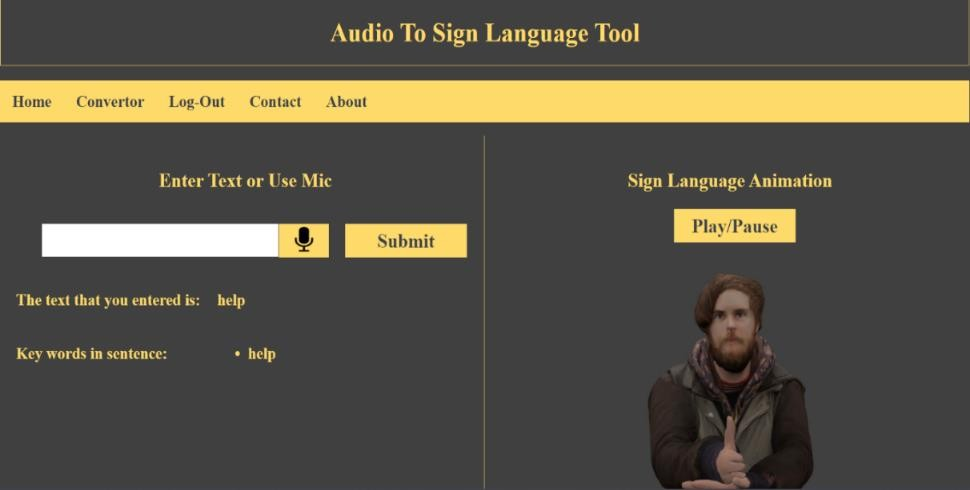 Audio To Sign Language Tool
Home Convertor Log-Out Contact About
Enter Text or Use Mic
Submit
The text that you entered is: help
Key words in sentence: • help
Sign Language Animation
Play/Pause